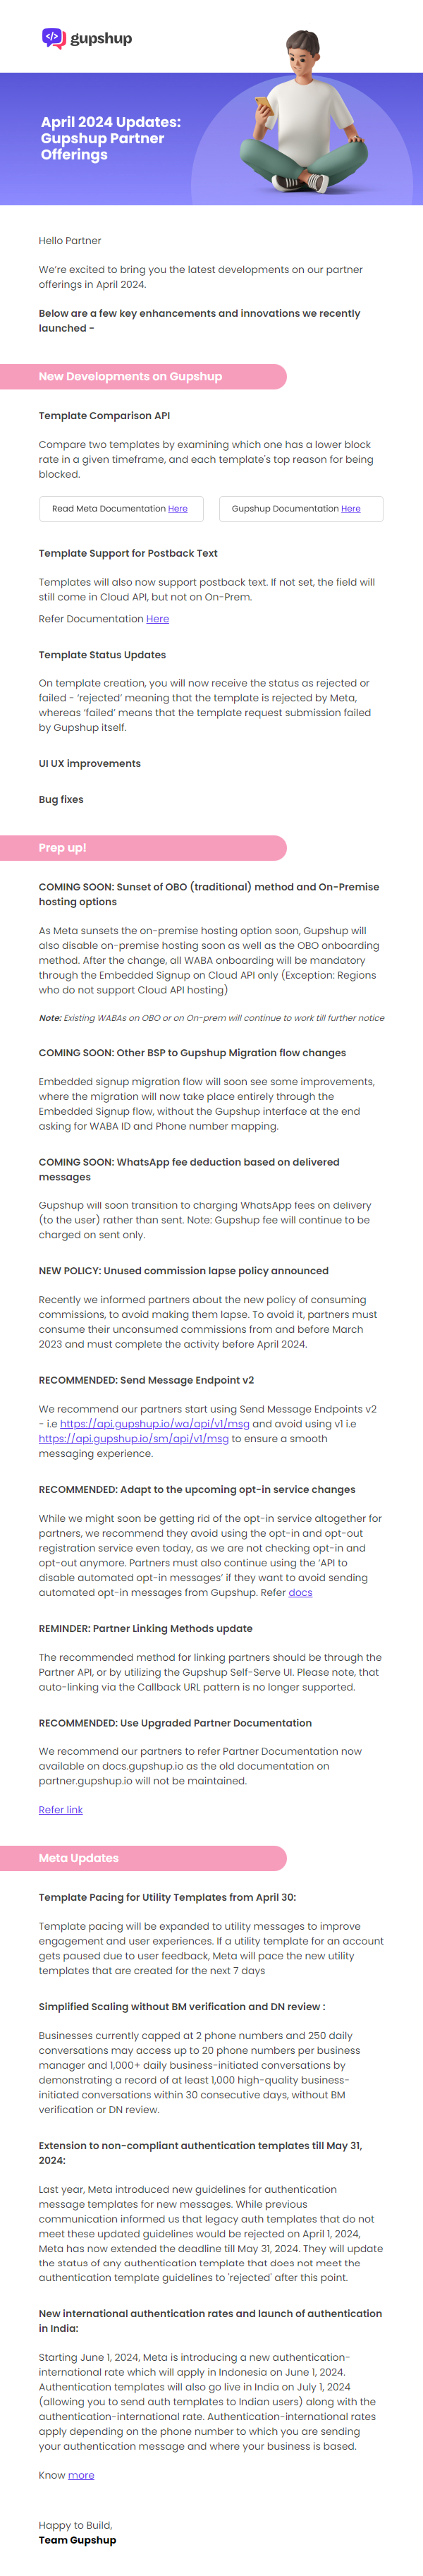 gupshup
April 2024 Updates:
Gupshup Partner
Offerings
Hello Partner
We're excited to bring you the latest developments on our partner
offerings in April 2024.
Below are a few key enhancements and innovations we recently
launched -
New Developments on Gupshup
Template Comparison API
Compare two templates by examining which one has a lower block
rate in a given timeframe, and each template's top reason for being
blocked.
Read Meta Documentation Here
Gupshup Documentation Here
Template Support for Postback Text
Templates will also now support postback text. If not set, the field will
still come in Cloud API, but not on On-Prem.
Refer Documentation Here
Template Status Updates
On template creation, you will now receive the status as rejected or
failed - 'rejected' meaning that the template is rejected by Meta,
whereas 'failed' means that the template request submission failed
by Gupshup itself.
UI UX improvements
Bug fixes
Prep up!
COMING SOON: Sunset of OBO (traditional) method and On-Premise
hosting options
As Meta sunsets the on-premise hosting option soon, Gupshup will
also disable on-premise hosting soon as well as the OBO onboarding
method. After the change, all WABA onboarding will be mandatory
through the Embedded Signup on Cloud API only (Exception: Regions
who do not support Cloud API hosting)
Note: Existing WABAs on OBO or on On-prem will continue to work till further notice
COMING SOON: Other BSP to Gupshup Migration flow changes
Embedded signup migration flow will soon see some improvements,
where the migration will now take place entirely through the
Embedded Signup flow, without the Gupshup interface at the end
asking for WABA ID and Phone number mapping.
COMING SOON: WhatsApp fee deduction based on delivered
messages
Gupshup will soon transition to charging WhatsApp fees on delivery
(to the user) rather than sent. Note: Gupshup fee will continue to be
charged on sent only.
NEW POLICY: Unused commission lapse policy announced
Recently we informed partners about the new policy of consuming
commissions, to avoid making them lapse. To avoid it, partners must
consume their unconsumed commissions from and before March
2023 and must complete the activity before April 2024.
RECOMMENDED: Send Message Endpoint v2
We recommend our partners start using Send Message Endpoints v2
- i.e https://api.gupshup.io/wa/api/v1/msg and avoid using v1 i.e
https://api.gupshup.io/sm/api/v1/msg to ensure a smooth
messaging experience.
RECOMMENDED: Adapt to the upcoming opt-in service changes
While we might soon be getting rid of the opt-in service altogether for
partners, we recommend they avoid using the opt-in and opt-out
registration service even today, as we are not checking opt-in and
opt-out anymore. Partners must also continue using the 'API to
disable automated opt-in messages' if they want to avoid sending
automated opt-in messages from Gupshup. Refer docs
REMINDER: Partner Linking Methods update
The recommended method for linking partners should be through the
Partner API, or by utilizing the Gupshup Self-Serve UI. Please note, that
auto-linking via the Callback URL pattern is no longer supported.
RECOMMENDED: Use Upgraded Partner Documentation
We recommend our partners to refer Partner Documentation now
available on docs.gupshup.io as the old documentation on
partner.gupshup.io will not be maintained.
Refer link
Meta Updates
Template Pacing for Utility Templates from April 30:
Template pacing will be expanded to utility messages to improve
engagement and user experiences. If a utility template for an account
gets paused due to user feedback, Meta will pace the new utility
templates that are created for the next 7 days
Simplified Scaling without BM verification and DN review :
Businesses currently capped at 2 phone numbers and 250 daily
conversations may access up to 20 phone numbers per business
manager and 1,000+ daily business-initiated conversations by
demonstrating a record of at least 1,000 high-quality business-
initiated conversations within 30 consecutive days, without BM
verification or DN review.
Extension to non-compliant authentication templates till May 31,
2024:
Last year, Meta introduced new guidelines for authentication
message templates for new messages. While previous
communication informed us that legacy auth templates that do not
meet these updated guidelines would be rejected on April 1, 2024,
Meta has now extended the deadline till May 31, 2024. They will update
the status of any authentication template that does not meet the
authentication template guidelines to 'rejected' after this point.
New international authentication rates and launch of authentication
in India:
Starting June 1, 2024, Meta is introducing a new authentication-
international rate which will apply in Indonesia on June 1, 2024.
Authentication templates will also go live in India on July 1, 2024
(allowing you to send auth templates to Indian users) along with the
authentication-international rate. Authentication-international rates
apply depending on the phone number to which you are sending
your authentication message and where your business is based.
Know more
Happy to Build,
Team Gupshup